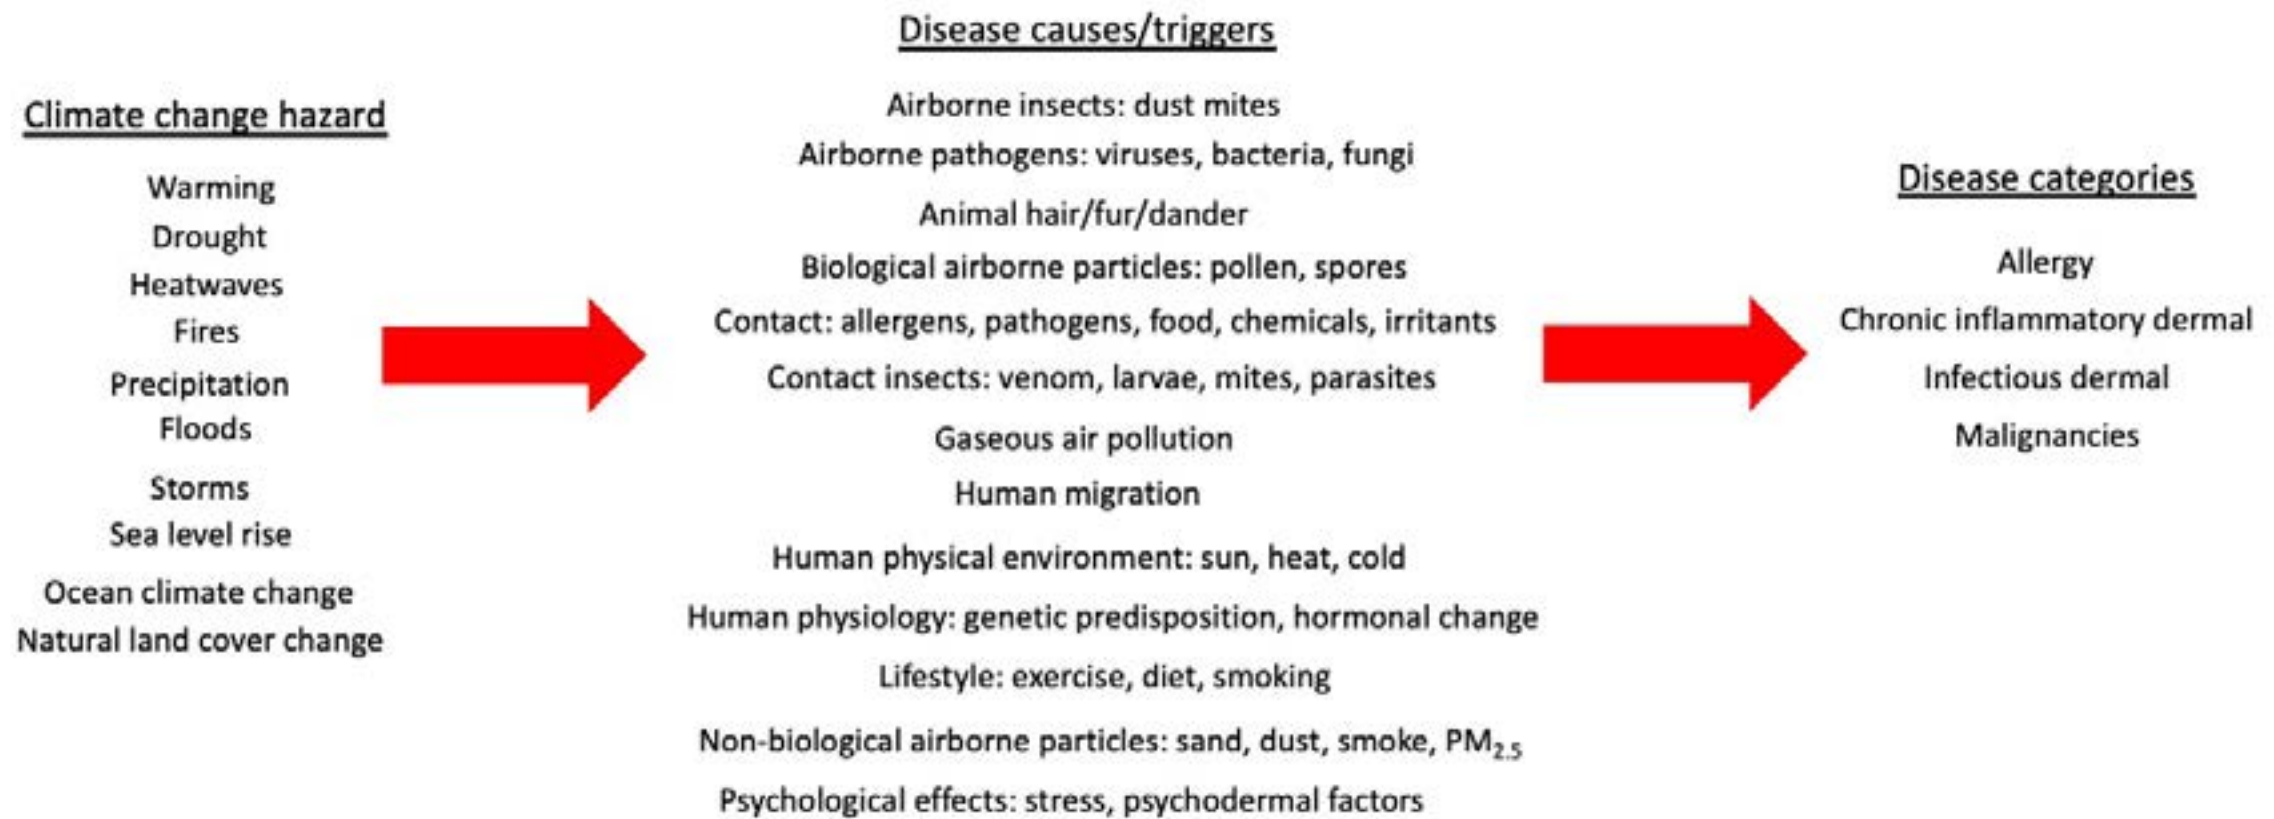 Climate change hazard
Warming
Drought
Heatwaves
Fires
Precipitation
Floods
Storms
Sea level rise
Ocean climate change
Natural land cover change
Disease causes/triggers
Airborne insects: dust mites
Airborne pathogens: viruses, bacteria, fungi
Animal hair/fur/dander
Biological airborne particles: pollen, spores
Contact: allergens, pathogens, food, chemicals, irritants
Contact insects: venom, larvae, mites, parasites
Gaseous air pollution
Human migration
Human physical environment: sun, heat, cold
Human physiology: genetic predisposition, hormonal change
Lifestyle: exercise, diet, smoking
Non-biological airborne particles: sand, dust, smoke, PM₂.₅
Psychological effects: stress, psychodermal factors
Disease categories
Allergy
Chronic inflammatory dermal
Infectious dermal
Malignancies